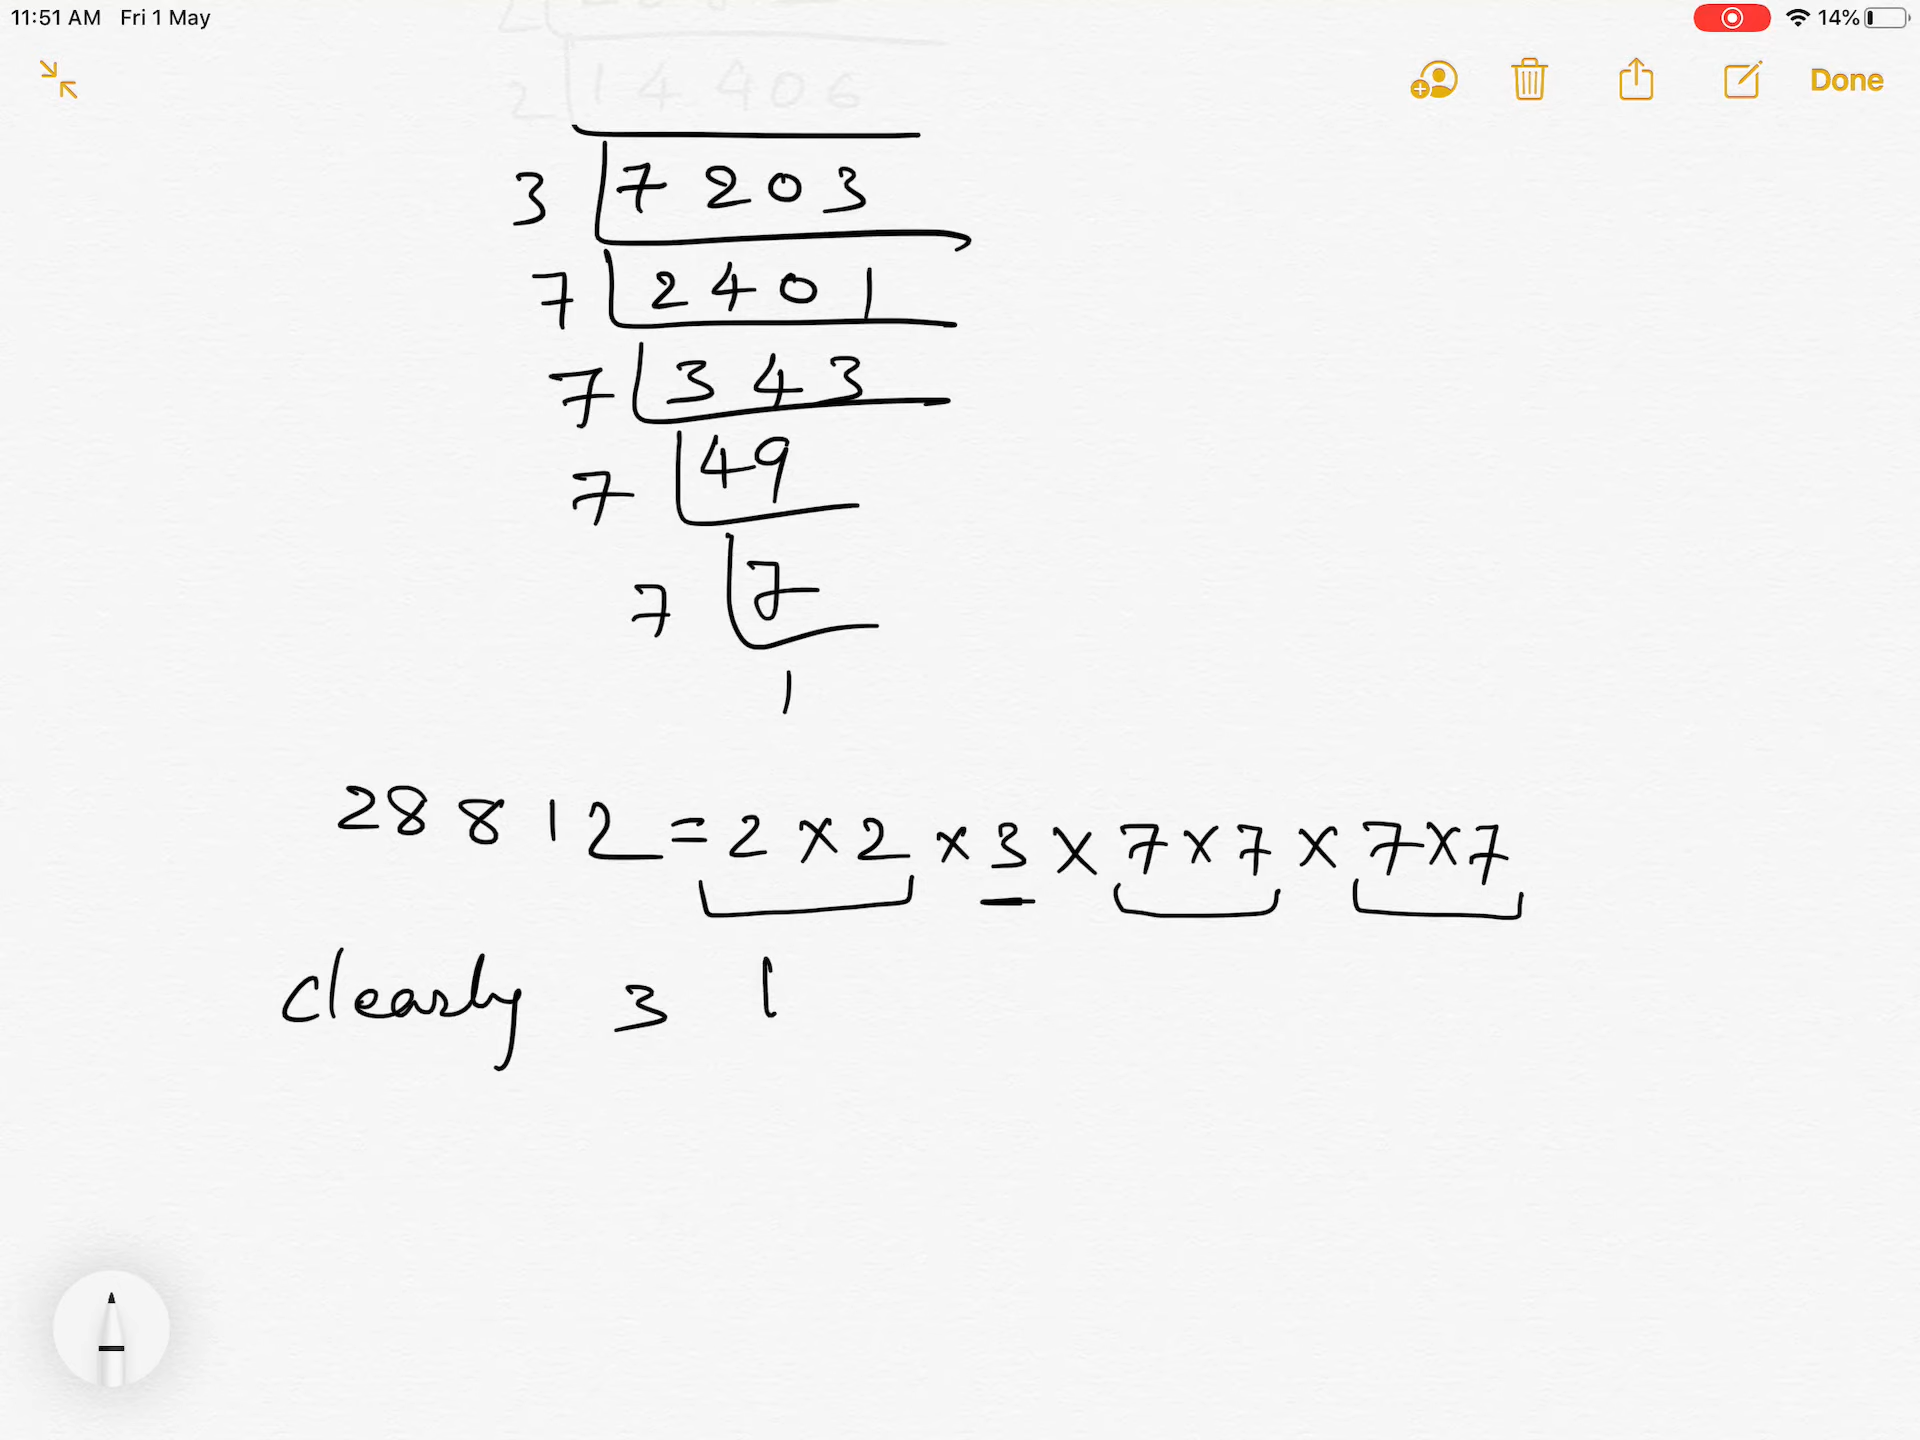 11:51 AM Fri 1 May 14%
Done
2 | 14406
3 | 7203
7 | 2401
7 | 343
7 | 49
7 | 7
1
28812 = 2 × 2 × 3 × 7 × 7 × 7 × 7
clearly 3